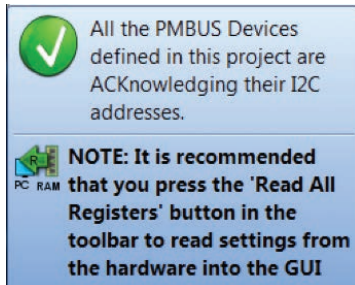 All the PMBUS Devices
defined in this project are
ACKnowledging their I2C
addresses.
R
PC RAM
NOTE: It is recommended
that you press the 'Read All
Registers' button in the
toolbar to read settings from
the hardware into the GUI